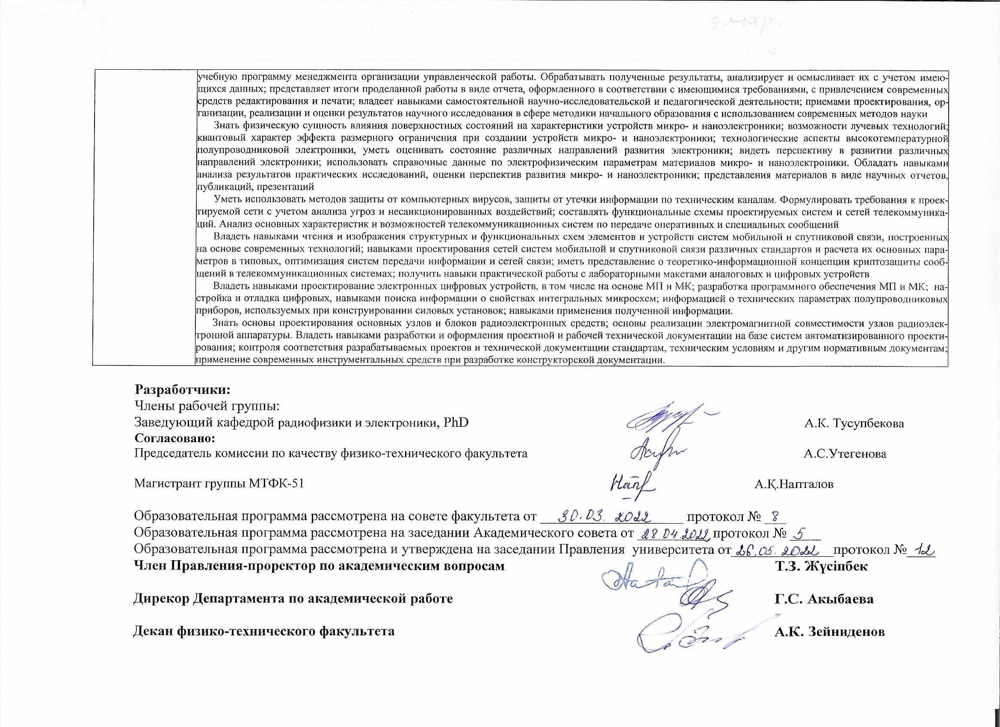 учебную программу менеджмента организации управленческой работы. Обрабатывать полученные результаты, анализирует и осмысливает их с учетом имею-
щихся данных; представляет итоги проделанной работы в виде отчета, оформленного в соответствии с имеющимися требованиями, с привлечением современных
средств редактирования и печати; владеет навыками самостоятельной научно-исследовательской и педагогической деятельности; приемами проектирования, ор-
ганизации, реализации и оценки результатов научного исследования в сфере методики начального образования с использованием современных методов науки
Знать физическую сущность влияния поверхностных состояний на характеристики устройств микро- и наноэлектроники; возможности лучевых технологий;
квантовый характер эффекта размерного ограничения при создании устройств микро- и наноэлектроники; технологические аспекты высокотемпературной
полупроводниковой электроники, уметь оценивать состояние различных направлений развития электроники; видеть перспективу в развитии различных
направлений электроники; использовать справочные данные по электрофизическим параметрам материалов микро- и наноэлектроники. Обладать навыками
анализа результатов практических исследований, оценки перспектив развития микро- и наноэлектроники; представления материалов в виде научных отчетов,
публикаций, презентаций
Уметь использовать методов защиты от компьютерных вирусов, защиты от утечки информации по техническим каналам. Формулировать требования к проек-
тируемой сети с учетом анализа угроз и несанкционированных воздействий; составлять функциональные схемы проектируемых систем и сетей телекоммуника-
ций. Анализ основных характеристик и возможностей телекоммуникационных систем по передаче оперативных и специальных сообщений
Владеть навыками чтения и изображения структурных и функциональных схем элементов и устройств систем мобильной и спутниковой связи, построенных
на основе современных технологий; навыками проектирования сетей систем мобильной и спутниковой связи различных стандартов и расчета их основных пара-
метров в типовых, оптимизация систем передачи информации и сетей связи; иметь представление о теоретико-информационной концепции криптозащиты сооб-
щений в телекоммуникационных системах; получить навыки практической работы с лабораторными макетами аналоговых и цифровых устройств
Владеть навыками проектирование электронных цифровых устройств, в том числе на основе МП и МК; разработка программного обеспечения МП и МК; на-
стройка и отладка цифровых, навыками поиска информации о свойствах интегральных микросхем; информацией о технических параметрах полупроводниковых
приборов, используемых при конструировании силовых установок; навыками применения полученной информации.
Знать основы проектирования основных узлов и блоков радиоэлектронных средств; основы реализации электромагнитной совместимости узлов радиоэлек-
тронной аппаратуры. Владеть навыками разработки и оформления проектной и рабочей технической документации на базе систем автоматизированного проекти-
рования; контроля соответствия разрабатываемых проектов и технической документации стандартам, техническим условиям и другим нормативным документам;
применение современных инструментальных средств при разработке конструкторской документации.
Разработчики:
Члены рабочей группы:
Заведующий кафедрой радиофизики и электроники, PhD А.К. Тусупбекова
Согласовано:
Председатель комиссии по качеству физико-технического факультета А.С.Утегенова
Магистрант группы МТФК-51 А.Қ.Напталов
Образовательная программа рассмотрена на совете факультета от 30.03. 2022 протокол № 8
Образовательная программа рассмотрена на заседании Академического совета от 28.04.2022 протокол № 5
Образовательная программа рассмотрена и утверждена на заседании Правления университета от 26.05. 2022 протокол № 12
Член Правления-проректор по академическим вопросам Т.З. Жүсіпбек
Дирекор Департамента по академической работе Г.С. Акыбаева
Декан физико-технического факультета А.К. Зейниденов